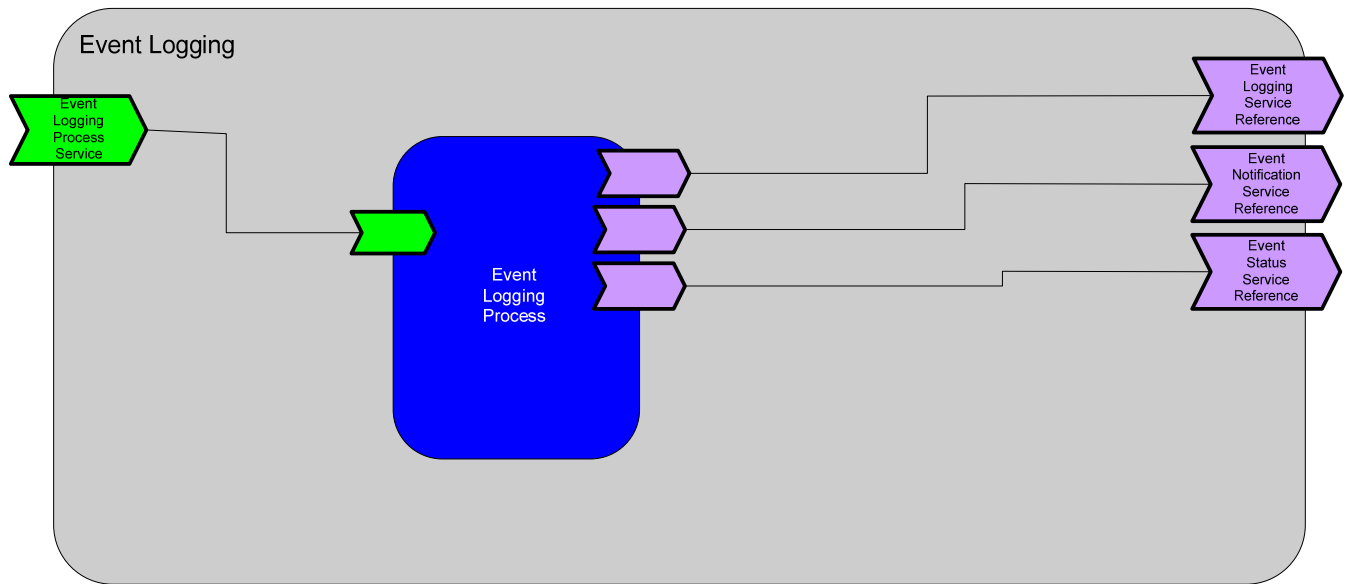 Event Logging
Event
Logging
Process
Service
Event
Logging
Process
Event
Logging
Service
Reference
Event
Notification
Service
Reference
Event
Status
Service
Reference